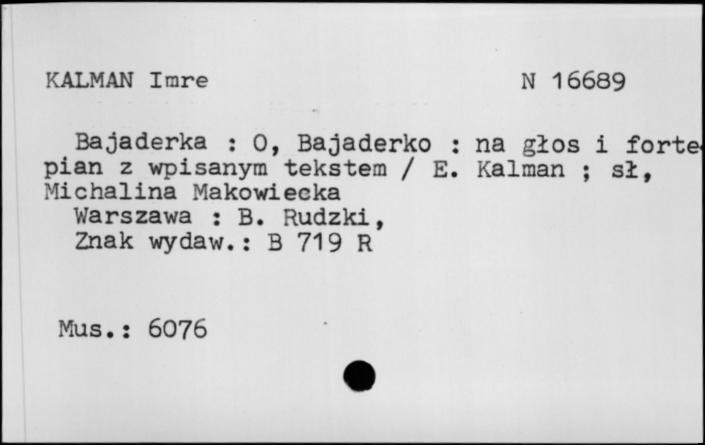 KALMAN Imre N 16689
Bajaderka : O, Bajaderko : na głos i forte
pian z wpisanym tekstem / E. Kalman ; sł,
Michalina Makowiecka
Warszawa : B. Rudzki,
Znak wydaw.: B 719 R
Mus.: 6076